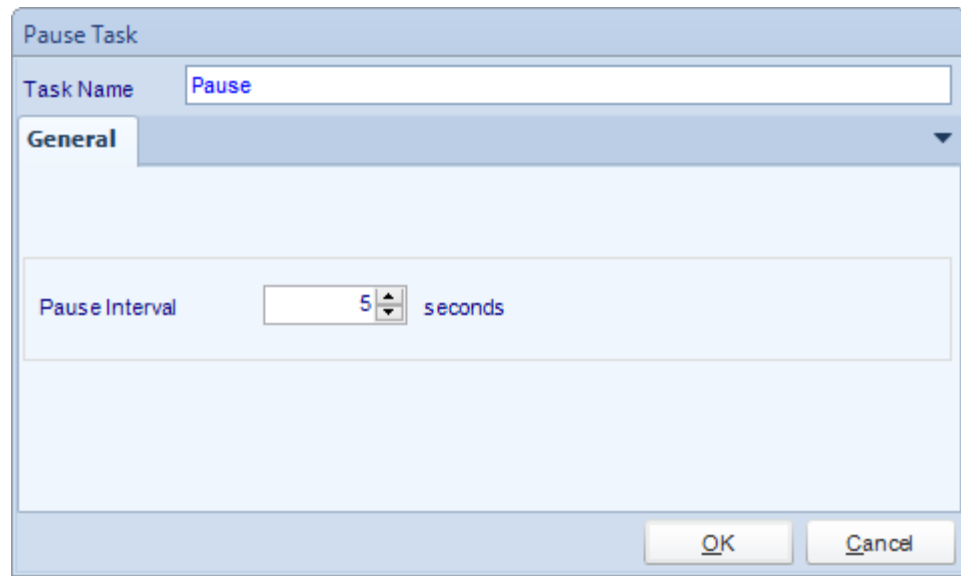 Pause Task
Task Name Pause
General
Pause Interval 5 seconds
OK Cancel